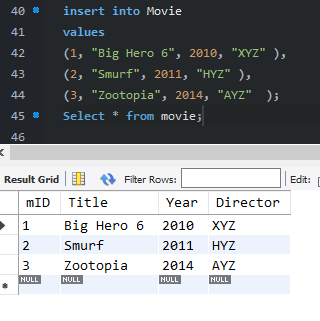 40 insert into Movie
41 values
42 (1, "Big Hero 6", 2010, "XYZ" ),
43 (2, "Smurf", 2011, "HYZ" ),
44 (3, "Zootopia", 2014, "AYZ"  );
45 Select * from movie;
46
Result Grid Filter Rows: Edit:
mID Title Year Director
1 Big Hero 6 2010 XYZ
2 Smurf 2011 HYZ
3 Zootopia 2014 AYZ
* NULL NULL NULL NULL